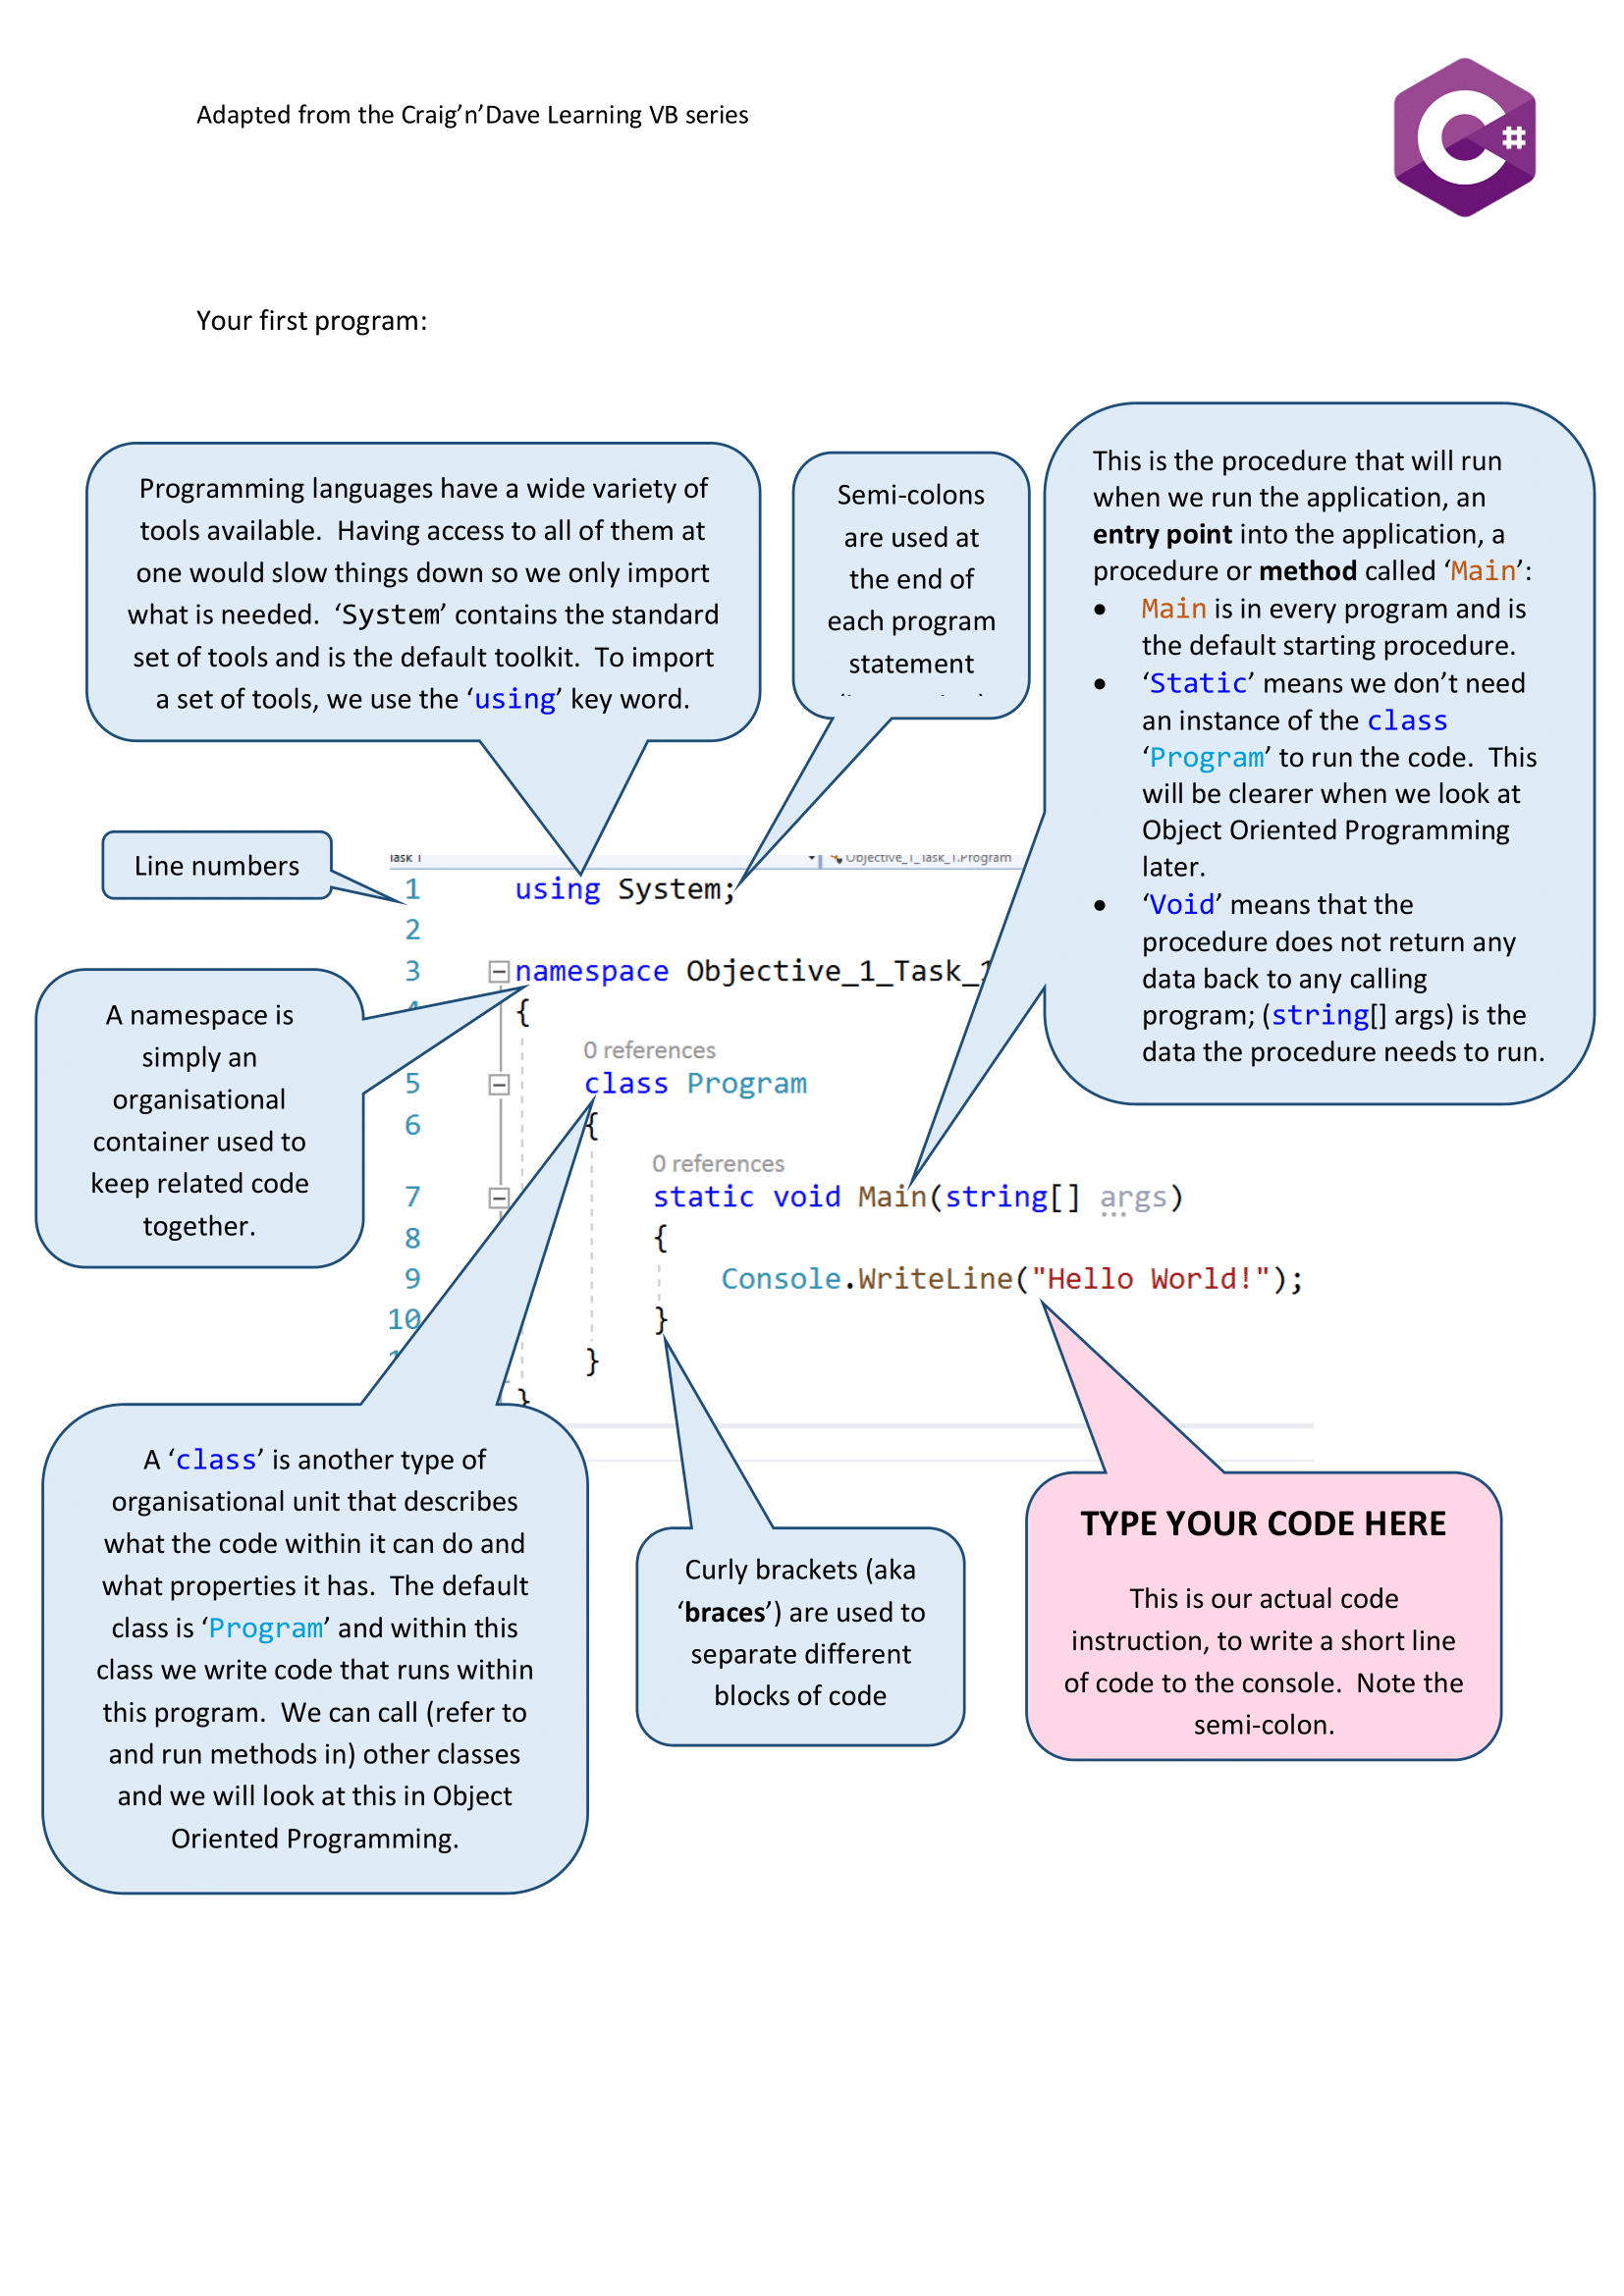 Adapted from the Craig’n’Dave Learning VB series
C#
Your first program:
Programming languages have a wide variety of
tools available.  Having access to all of them at
one would slow things down so we only import
what is needed.  ‘System’ contains the standard
set of tools and is the default toolkit.  To import
a set of tools, we use the ‘using’ key word.
Semi-colons
are used at
the end of
each program
statement
This is the procedure that will run
when we run the application, an
entry point into the application, a
procedure or method called ‘Main’:
• Main is in every program and is
the default starting procedure.
• ‘Static’ means we don’t need
an instance of the class
‘Program’ to run the code.  This
will be clearer when we look at
Object Oriented Programming
later.
• ‘Void’ means that the
procedure does not return any
data back to any calling
program; (string[] args) is the
data the procedure needs to run.
Line numbers
Task 1
Objective_1_Task_1.Program
1 using System;
2
3 namespace Objective_1_Task_1
{
0 references
5 class Program
6 {
0 references
7 static void Main(string[] args)
8 {
9 Console.WriteLine("Hello World!");
10 }
}
}
A namespace is
simply an
organisational
container used to
keep related code
together.
A ‘class’ is another type of
organisational unit that describes
what the code within it can do and
what properties it has.  The default
class is ‘Program’ and within this
class we write code that runs within
this program.  We can call (refer to
and run methods in) other classes
and we will look at this in Object
Oriented Programming.
Curly brackets (aka
‘braces’) are used to
separate different
blocks of code
TYPE YOUR CODE HERE
This is our actual code
instruction, to write a short line
of code to the console.  Note the
semi-colon.